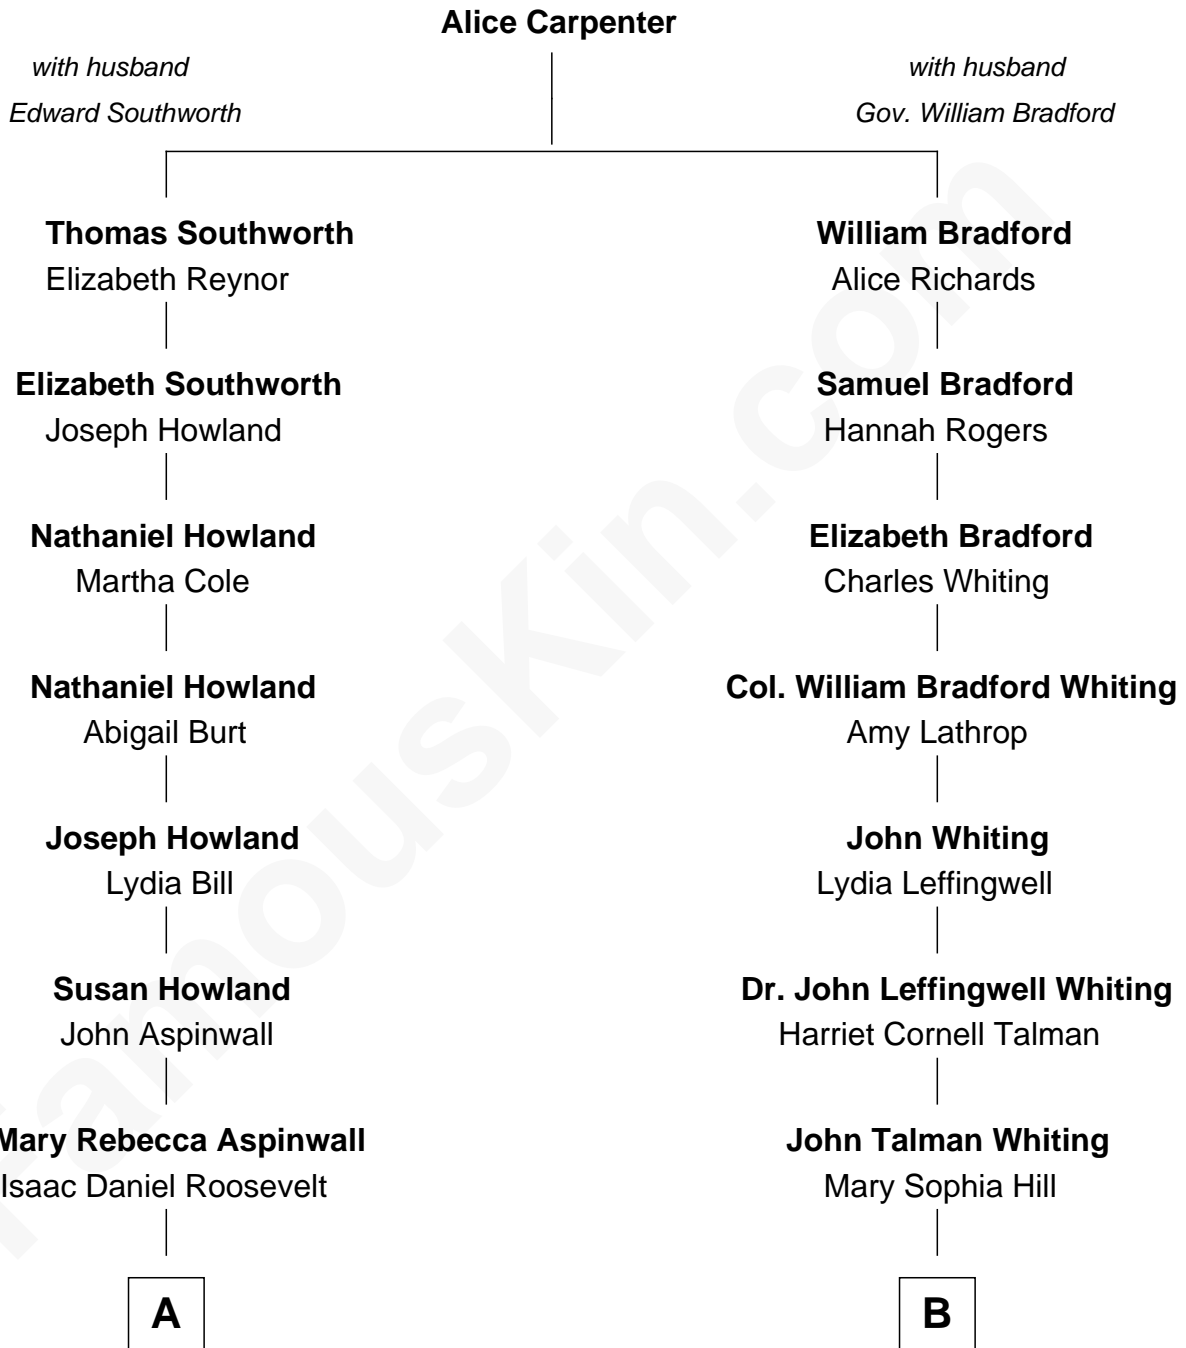 Alice Carpenter
with husband
Edward Southworth
with husband
Gov. William Bradford
Thomas Southworth
Elizabeth Reynor
William Bradford
Alice Richards
Elizabeth Southworth
Joseph Howland
Samuel Bradford
Hannah Rogers
Nathaniel Howland
Martha Cole
Elizabeth Bradford
Charles Whiting
Nathaniel Howland
Abigail Burt
Col. William Bradford Whiting
Amy Lathrop
Joseph Howland
Lydia Bill
John Whiting
Lydia Leffingwell
Susan Howland
John Aspinwall
Dr. John Leffingwell Whiting
Harriet Cornell Talman
Mary Rebecca Aspinwall
Isaac Daniel Roosevelt
John Talman Whiting
Mary Sophia Hill
A
B
FamousKin.com